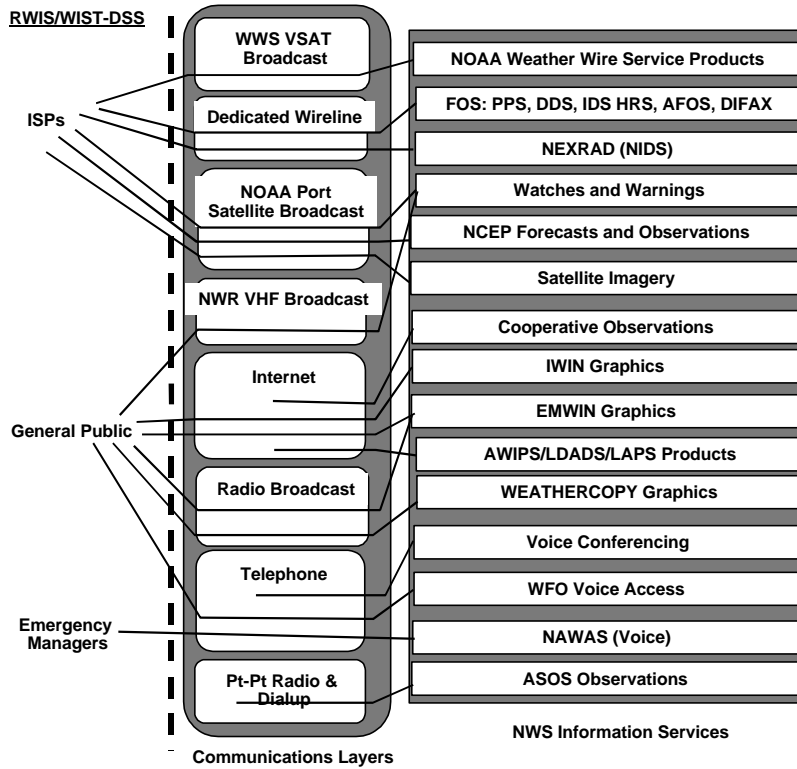 RWIS/WIST-DSS
ISPs
General Public
Emergency
Managers
WWS VSAT
Broadcast
Dedicated Wireline
NOAA Port
Satellite Broadcast
NWR VHF Broadcast
Internet
Radio Broadcast
Telephone
Pt-Pt Radio &
Dialup
Communications Layers
NOAA Weather Wire Service Products
FOS: PPS, DDS, IDS HRS, AFOS, DIFAX
NEXRAD (NIDS)
Watches and Warnings
NCEP Forecasts and Observations
Satellite Imagery
Cooperative Observations
IWIN Graphics
EMWIN Graphics
AWIPS/LDADS/LAPS Products
WEATHERCOPY Graphics
Voice Conferencing
WFO Voice Access
NAWAS (Voice)
ASOS Observations
NWS Information Services